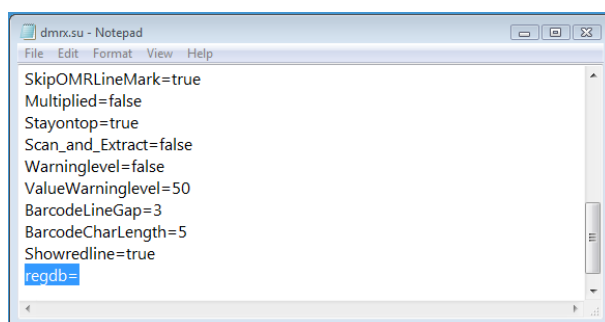 dmrx.su - Notepad
File Edit Format View Help
SkipOMRLineMark=true
Multiplied=false
Stayontop=true
Scan_and_Extract=false
Warninglevel=false
ValueWarninglevel=50
BarcodeLineGap=3
BarcodeCharLength=5
Showredline=true
regdb=